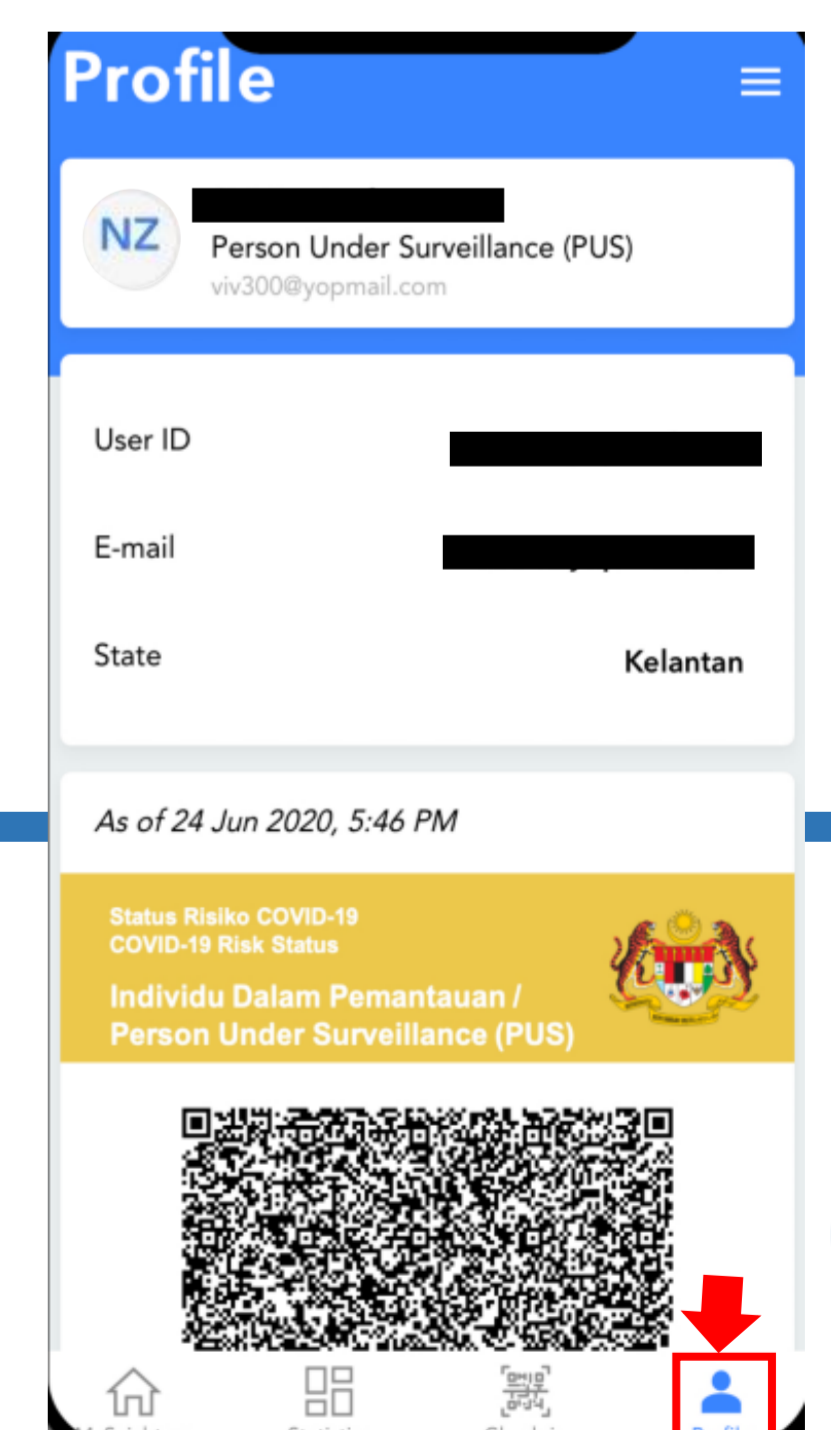 Profile
NZ
Person Under Surveillance (PUS)
viv300@yopmail.com
User ID
E-mail
State
Kelantan
As of 24 Jun 2020, 5:46 PM
Status Risiko COVID-19
COVID-19 Risk Status
Individu Dalam Pemantauan /
Person Under Surveillance (PUS)
Profile